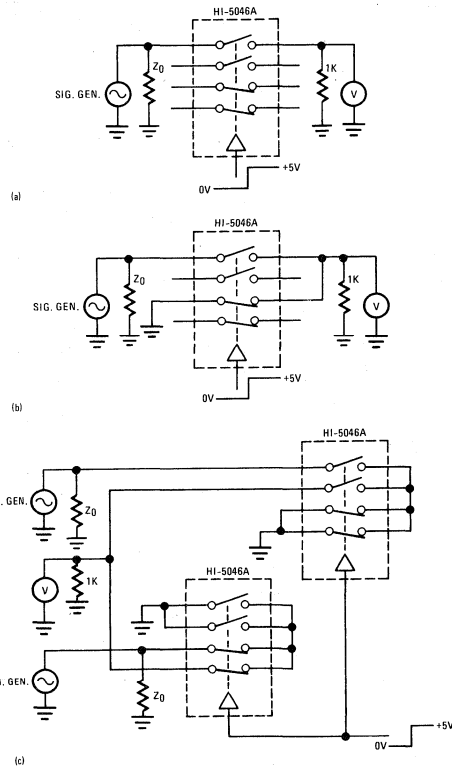 HI-5046A
SIG. GEN.
Z0
1K
V
+5V
0V
(a)
HI-5046A
SIG. GEN.
Z0
1K
V
+5V
0V
(b)
HI-5046A
. GEN.
Z0
V
1K
HI-5046A
. GEN.
Z0
+5V
0V
(c)